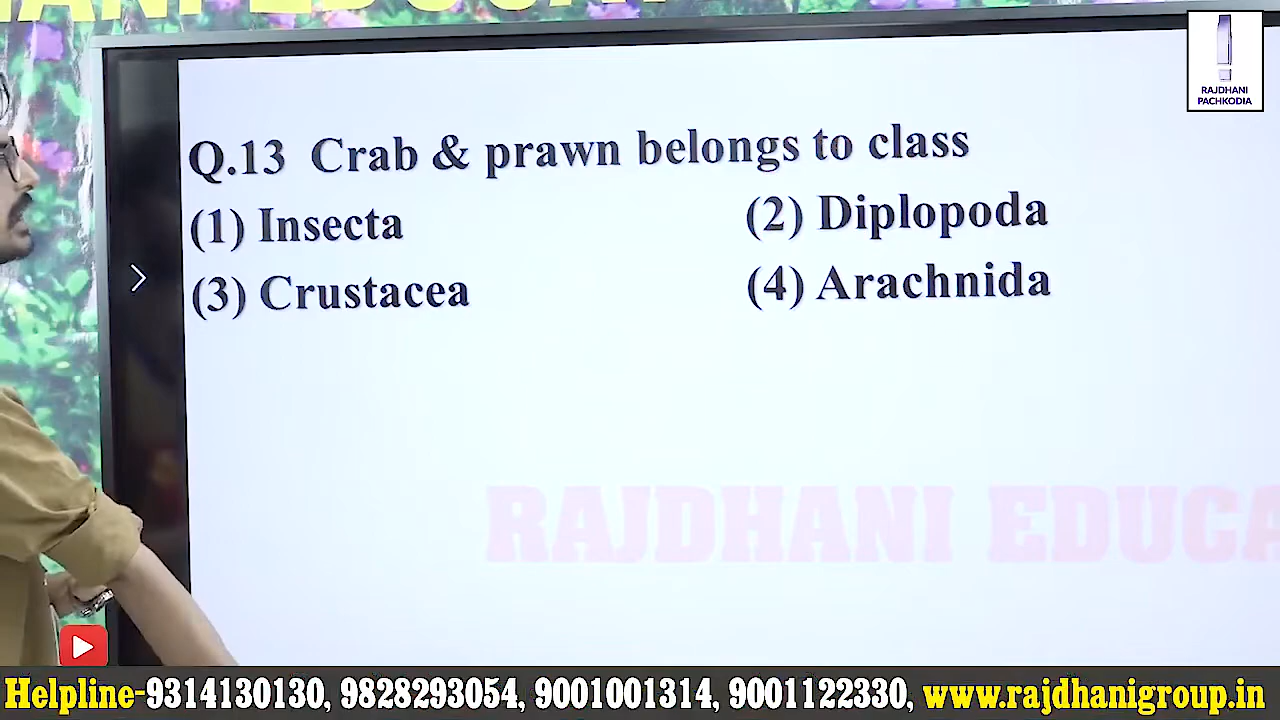 RAJDHANI
PACHKODIA
Q.13 Crab & prawn belongs to class
(1) Insecta
(2) Diplopoda
(3) Crustacea
(4) Arachnida
RAJDHANI EDUCA
Helpline-9314130130, 9828293054, 9001001314, 9001122330, www.rajdhanigroup.in